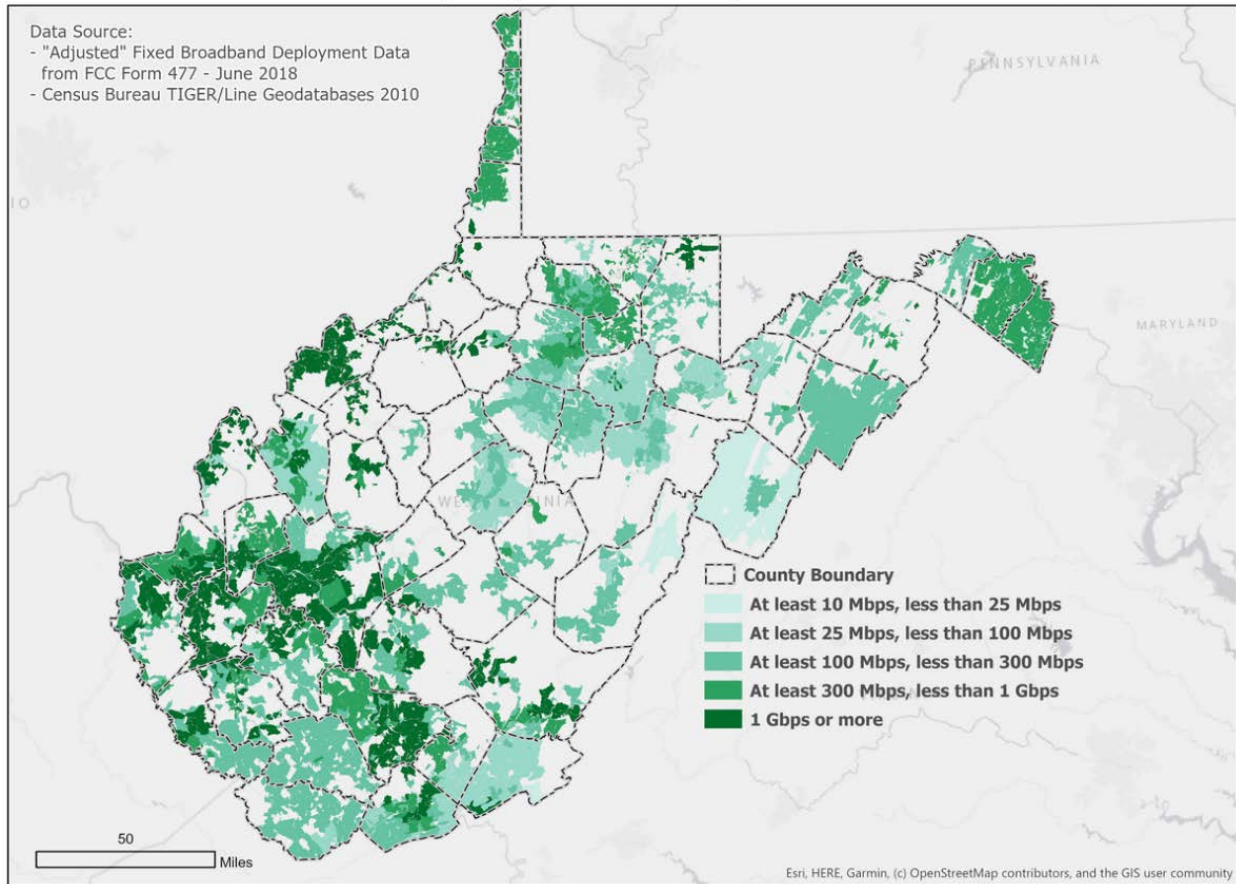 Data Source:
- "Adjusted" Fixed Broadband Deployment Data
from FCC Form 477 - June 2018
- Census Bureau TIGER/Line Geodatabases 2010
PENNSYLVANIA
IO
MARYLAND
County Boundary
At least 10 Mbps, less than 25 Mbps
At least 25 Mbps, less than 100 Mbps
At least 100 Mbps, less than 300 Mbps
At least 300 Mbps, less than 1 Gbps
1 Gbps or more
50
Miles
Esri, HERE, Garmin, (c) OpenStreetMap contributors, and the GIS user community